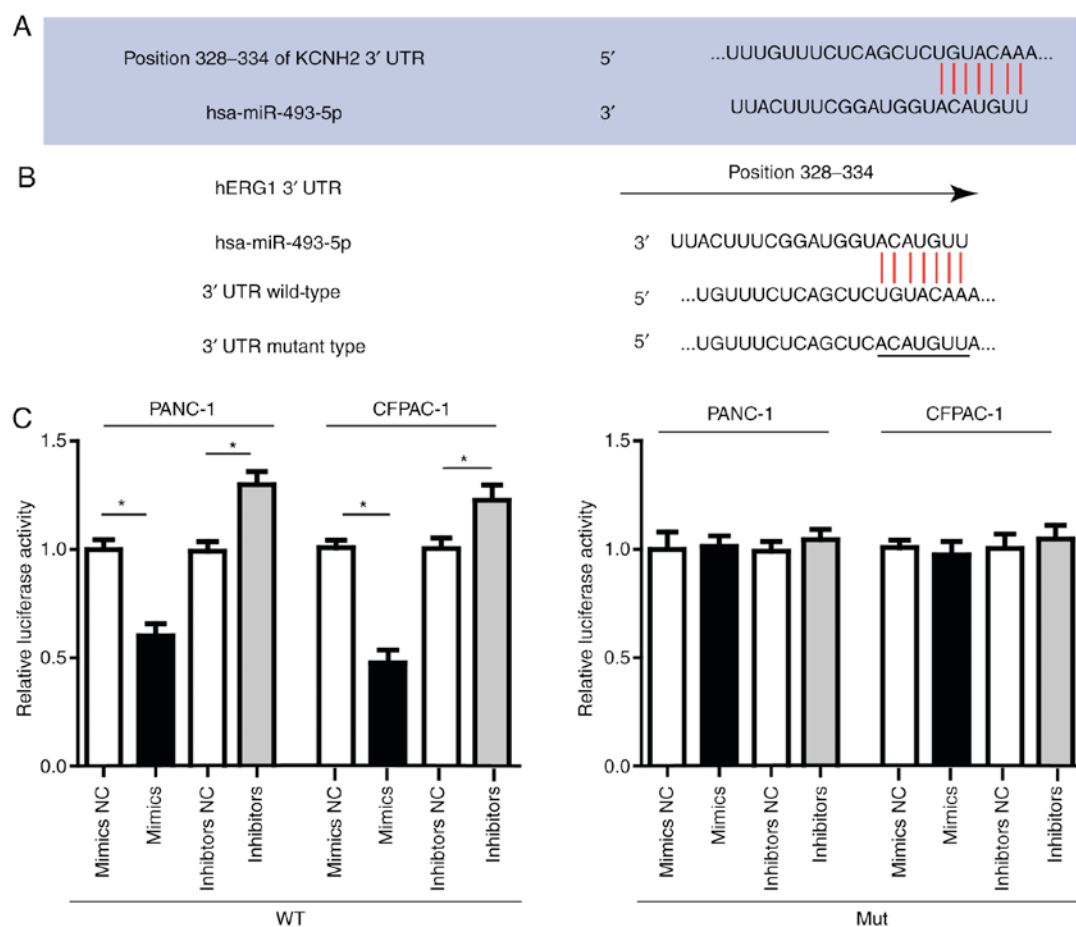 A
Position 328–334 of KCNH2 3′ UTR 5′ ...UUUGUUUCUCAGCUCUGUACAAA...
hsa-miR-493-5p 3′ UUACUUUCGGAUGGUACAUGUU
B
hERG1 3′ UTR Position 328–334
hsa-miR-493-5p 3′ UUACUUUCGGAUGGUACAUGUU
3′ UTR wild-type 5′ ...UGUUUCUCAGCUCUGUACAAA...
3′ UTR mutant type 5′ ...UGUUUCUCAGCUCACAUGUUA...
C
PANC-1 CFPAC-1
Relative luciferase activity
1.5
1.0
0.5
0.0
* * * *
Mimics NC
Mimics
Inhibtors NC
Inhibitors
Mimics NC
Mimics
Inhibtors NC
Inhibitors
WT
PANC-1 CFPAC-1
Relative luciferase activity
1.5
1.0
0.5
0.0
Mimics NC
Mimics
Inhibtors NC
Inhibitors
Mimics NC
Mimics
Inhibtors NC
Inhibitors
Mut